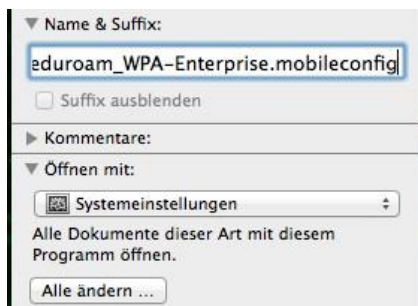 Name & Suffix:
eduroam_WPA-Enterprise.mobileconfig
Suffix ausblenden
Kommentare:
Öffnen mit:
Systemeinstellungen
Alle Dokumente dieser Art mit diesem
Programm öffnen.
Alle ändern ...